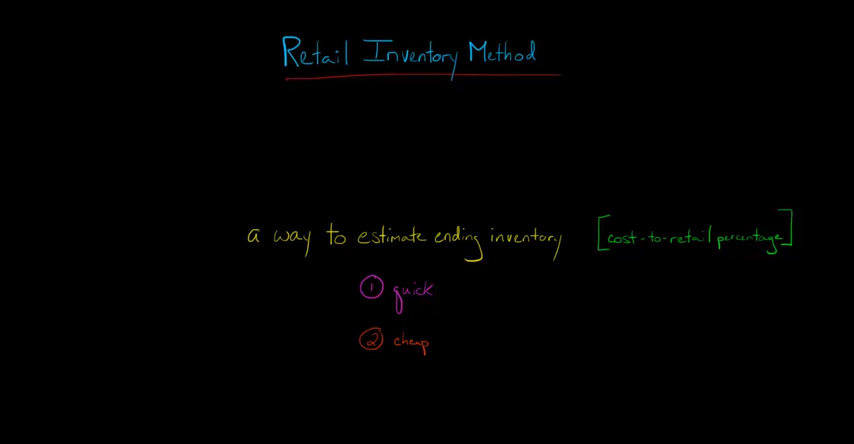 Retail Inventory Method
a way to estimate ending inventory [cost-to-retail percentage]
① quick
② cheap